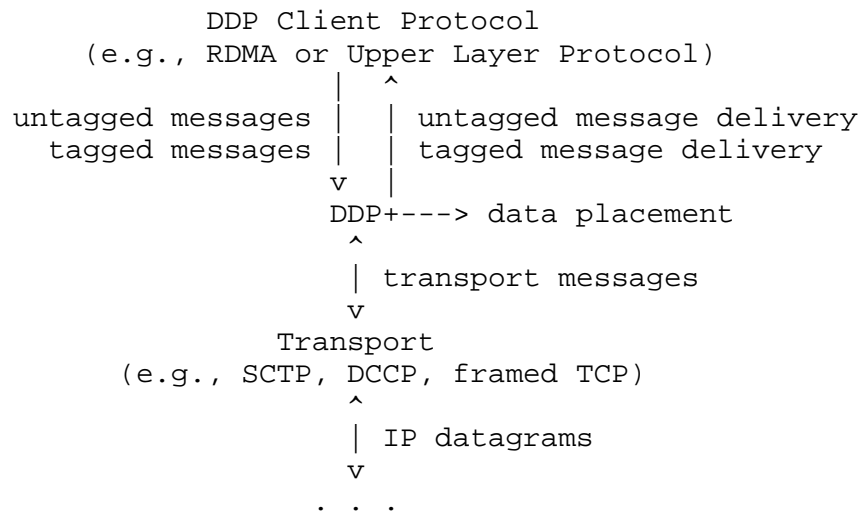 DDP Client Protocol
(e.g., RDMA or Upper Layer Protocol)
| ^
untagged messages | | untagged message delivery
tagged messages | | tagged message delivery
v |
DDP+---> data placement
^
| transport messages
v
Transport
(e.g., SCTP, DCCP, framed TCP)
^
| IP datagrams
v
. . .